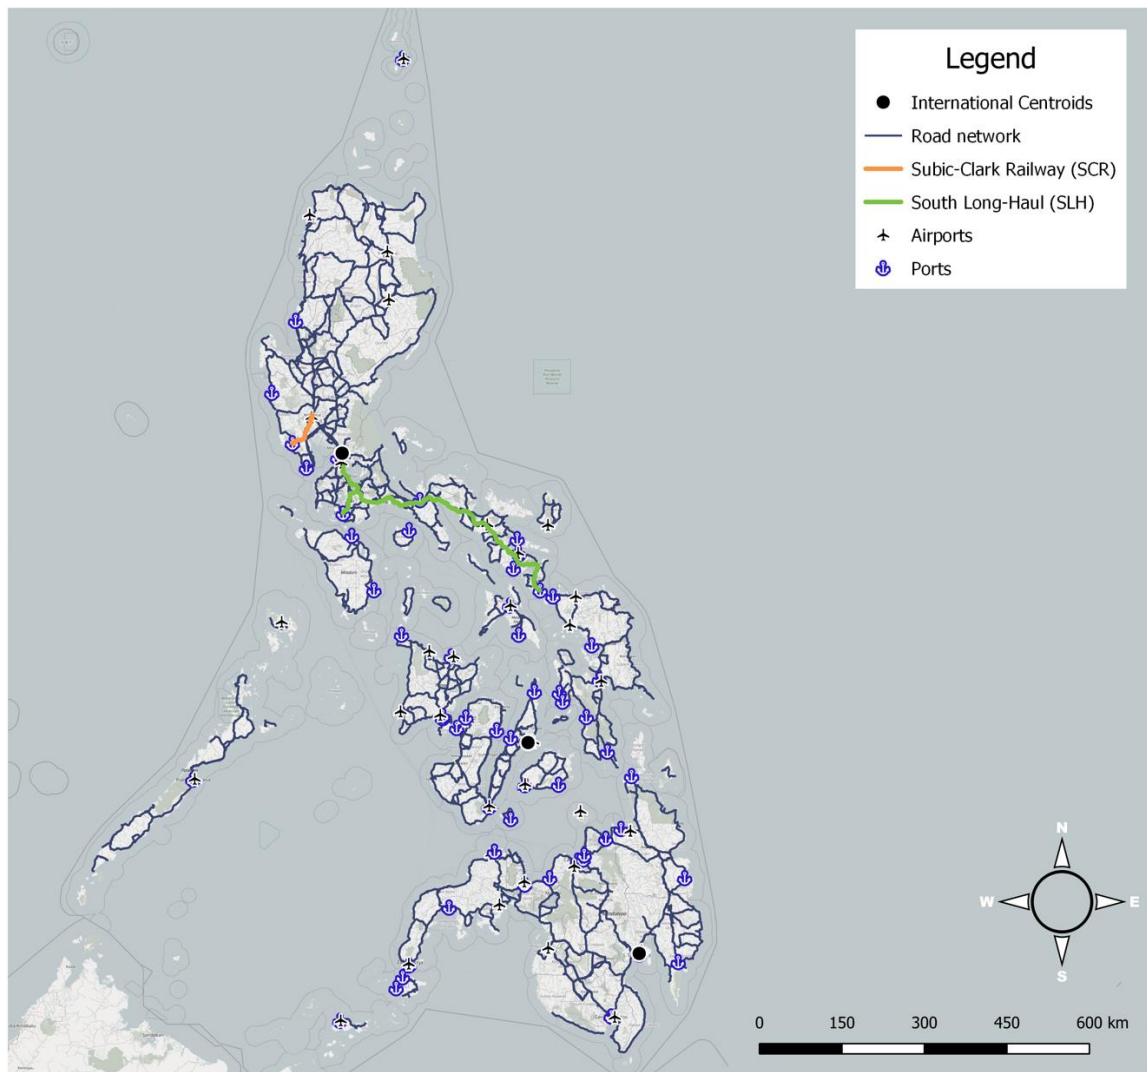 Legend
International Centroids
Road network
Subic-Clark Railway (SCR)
South Long-Haul (SLH)
Airports
Ports
N
W
E
S
0 150 300 450 600 km